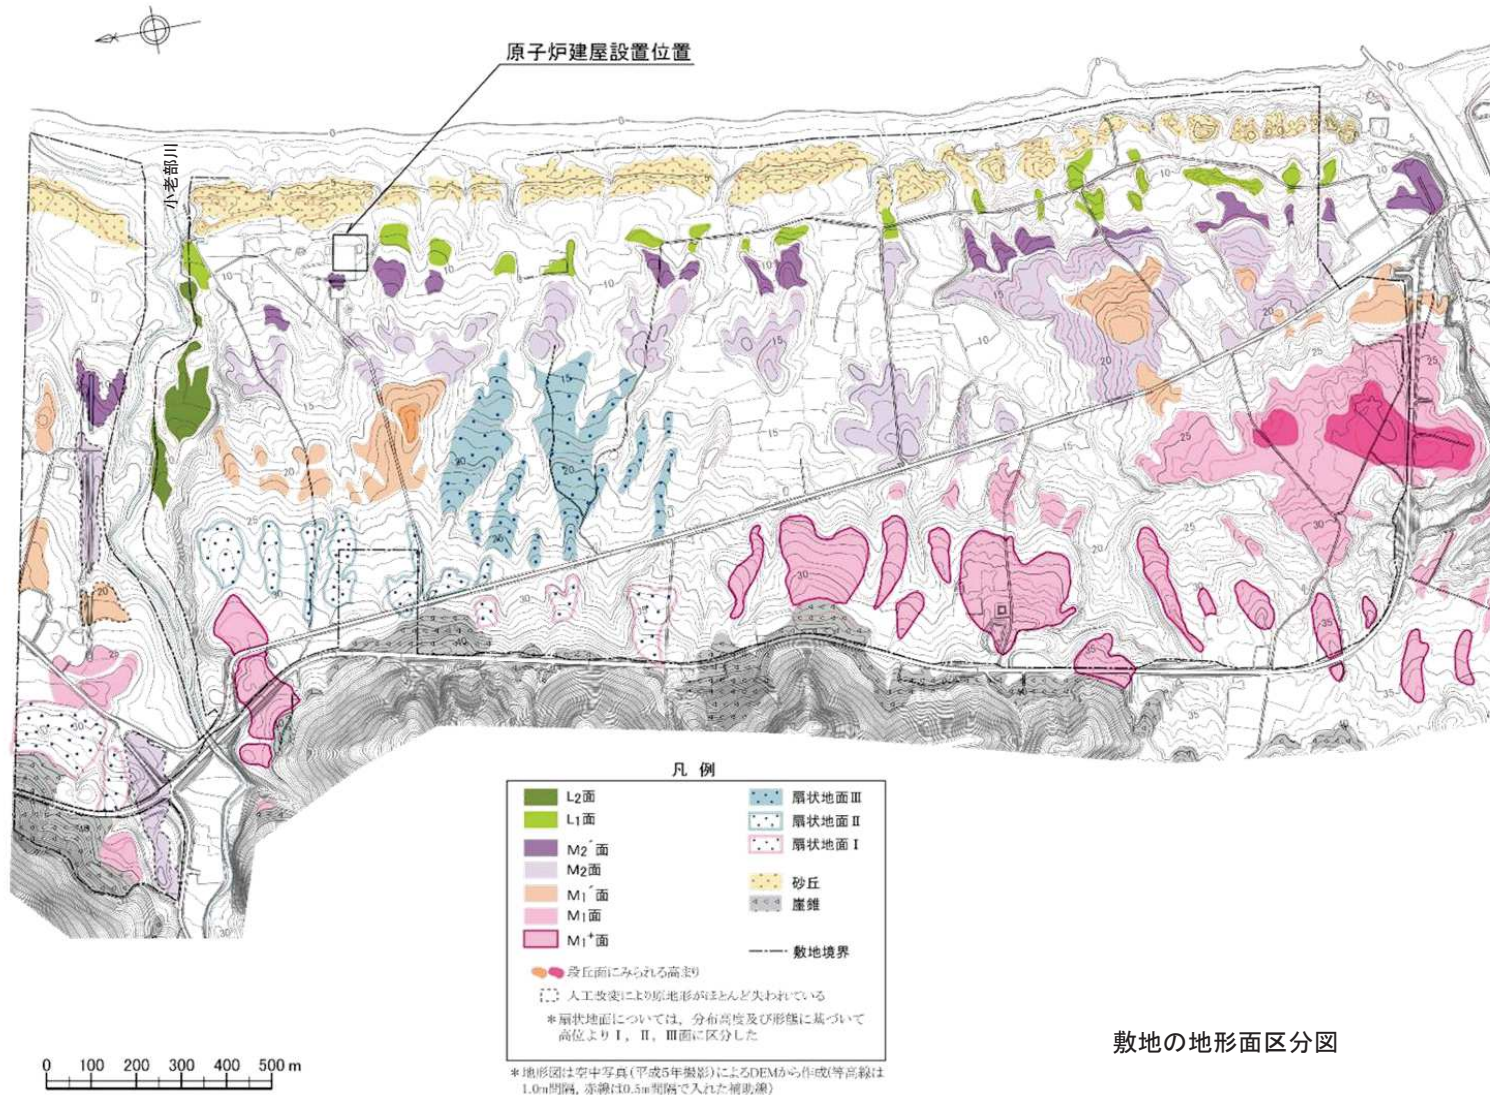 原子炉建屋設置位置
小老部川
凡 例
L2面
L1面
M2´面
M2面
M1´面
M1面
M1+面
扇状地面Ⅲ
扇状地面Ⅱ
扇状地面Ⅰ
砂丘
崖錐
敷地境界
段丘面にみられる高まり
人工改変により原地形がほとんど失われている
*扇状地面については，分布高度及び形態に基づいて
高位よりⅠ，Ⅱ，Ⅲ面に区分した
*地形図は空中写真(平成5年撮影)によるDEMから作成(等高線は
1.0m間隔, 赤線は0.5m間隔で入れた補助線)
0 100 200 300 400 500 m
敷地の地形面区分図